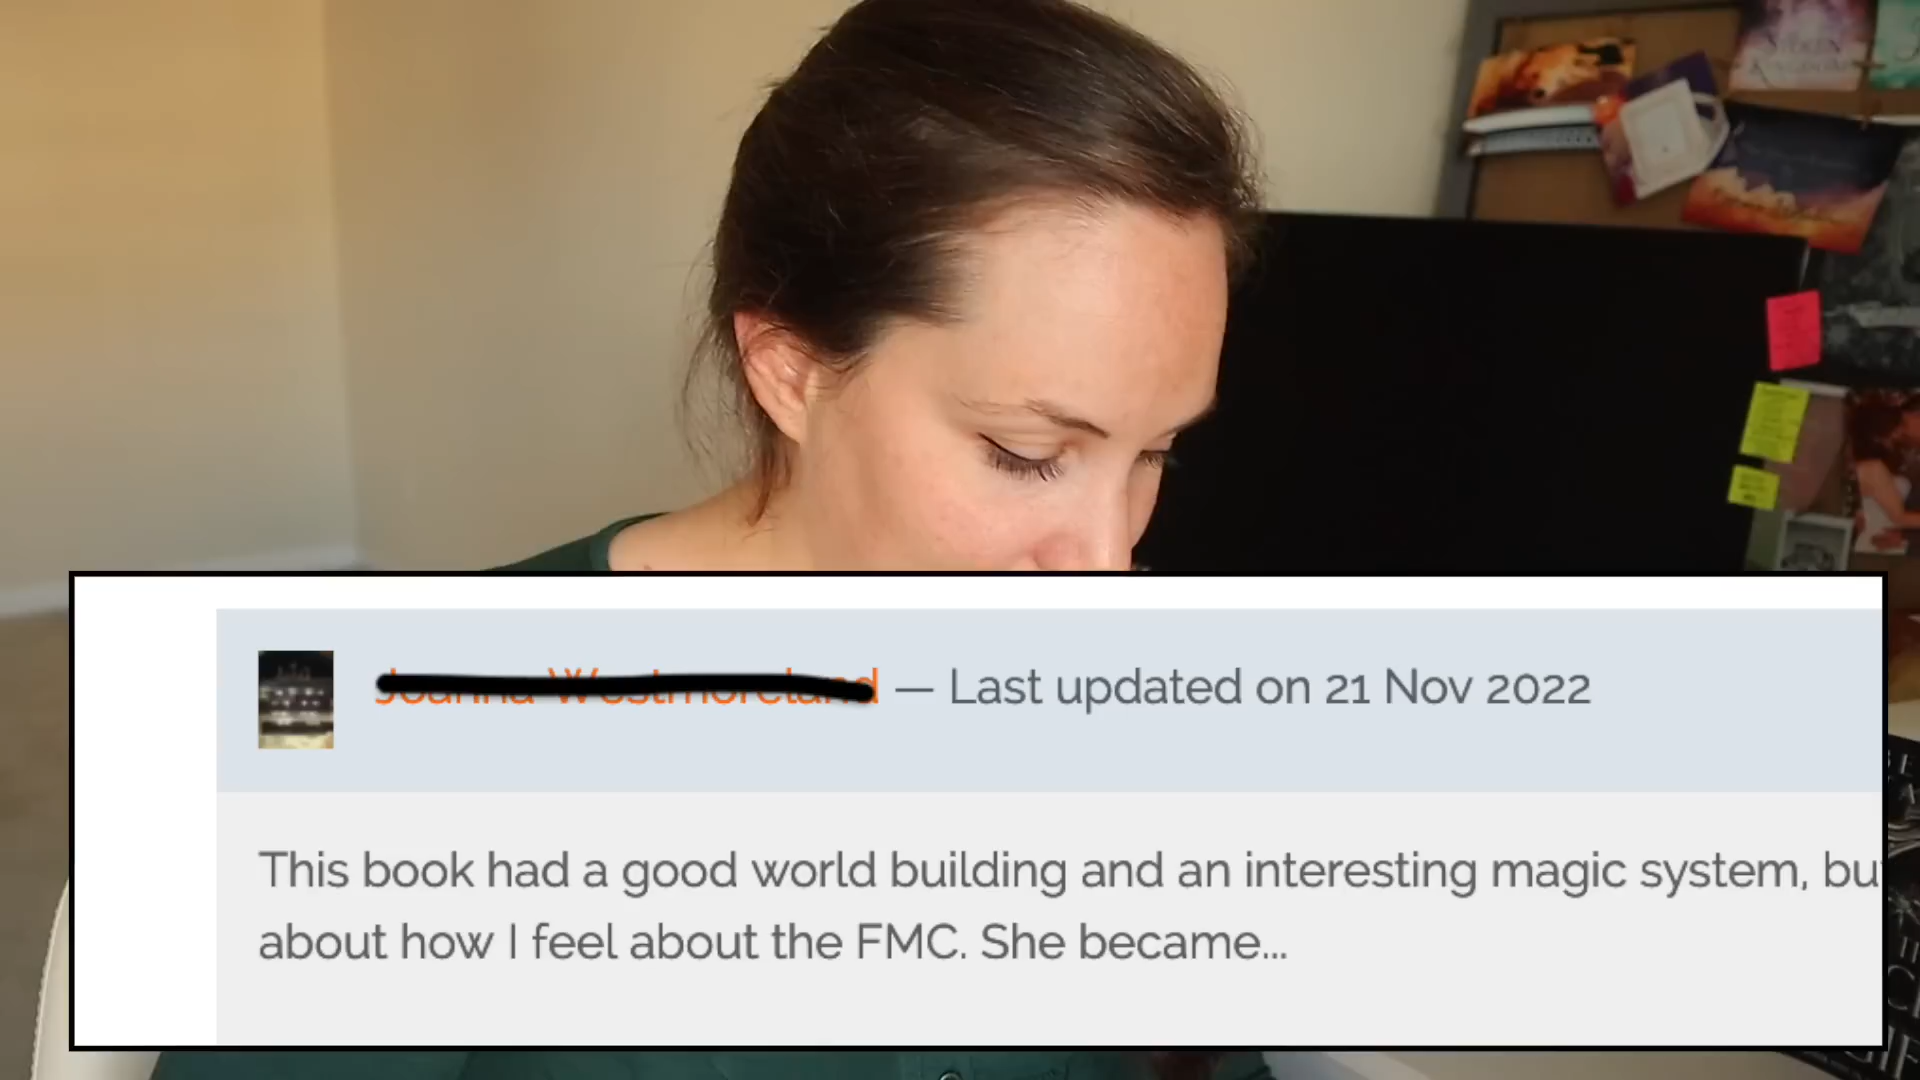 — Last updated on 21 Nov 2022
This book had a good world building and an interesting magic system, bu
about how I feel about the FMC. She became...